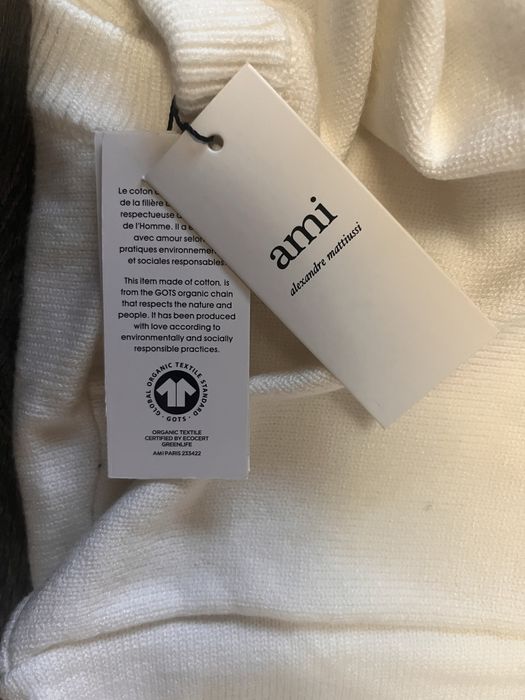 Le coton
de la filière
respectueuse
de l'Homme. Il a
avec amour selon
pratiques environnement
et sociales responsables.
This item made of cotton, is
from the GOTS organic chain
that respects the nature and
people. It has been produced
with love according to
environmentally and socially
responsible practices.
GLOBAL ORGANIC TEXTILE STANDARD
· GOTS ·
ORGANIC TEXTILE
CERTIFIED BY ECOCERT
GREENLIFE
AMI PARIS 233422
ami
alexandre mattiussi